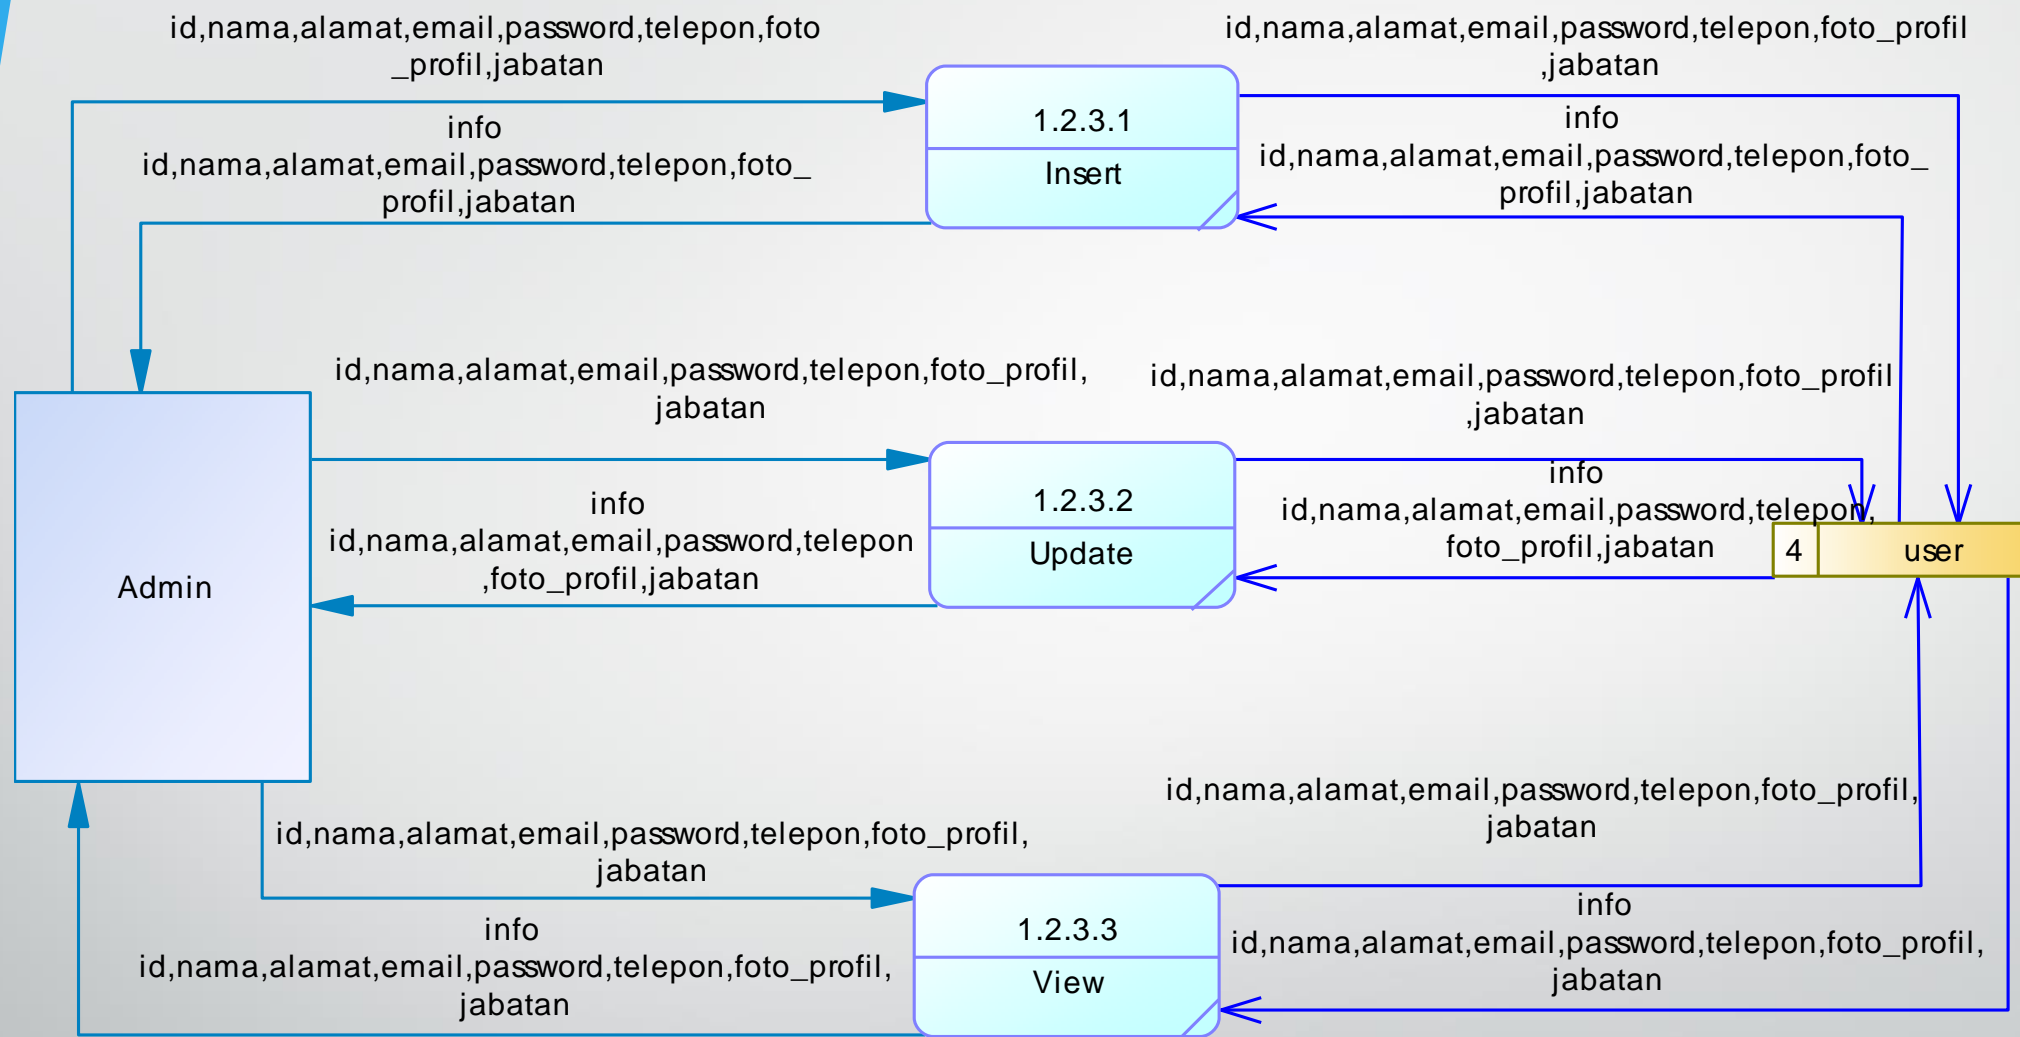 id,nama,alamat,email,password,telepon,foto
_profil,jabatan
id,nama,alamat,email,password,telepon,foto_profil
,jabatan
info
id,nama,alamat,email,password,telepon,foto_
profil,jabatan
1.2.3.1
Insert
info
id,nama,alamat,email,password,telepon,foto_
profil,jabatan
id,nama,alamat,email,password,telepon,foto_profil,
jabatan
id,nama,alamat,email,password,telepon,foto_profil
,jabatan
Admin
info
id,nama,alamat,email,password,telepon
,foto_profil,jabatan
1.2.3.2
Update
info
id,nama,alamat,email,password,telepon,
foto_profil,jabatan
4
user
id,nama,alamat,email,password,telepon,foto_profil,
jabatan
id,nama,alamat,email,password,telepon,foto_profil,
jabatan
info
id,nama,alamat,email,password,telepon,foto_profil,
jabatan
1.2.3.3
View
info
id,nama,alamat,email,password,telepon,foto_profil,
jabatan